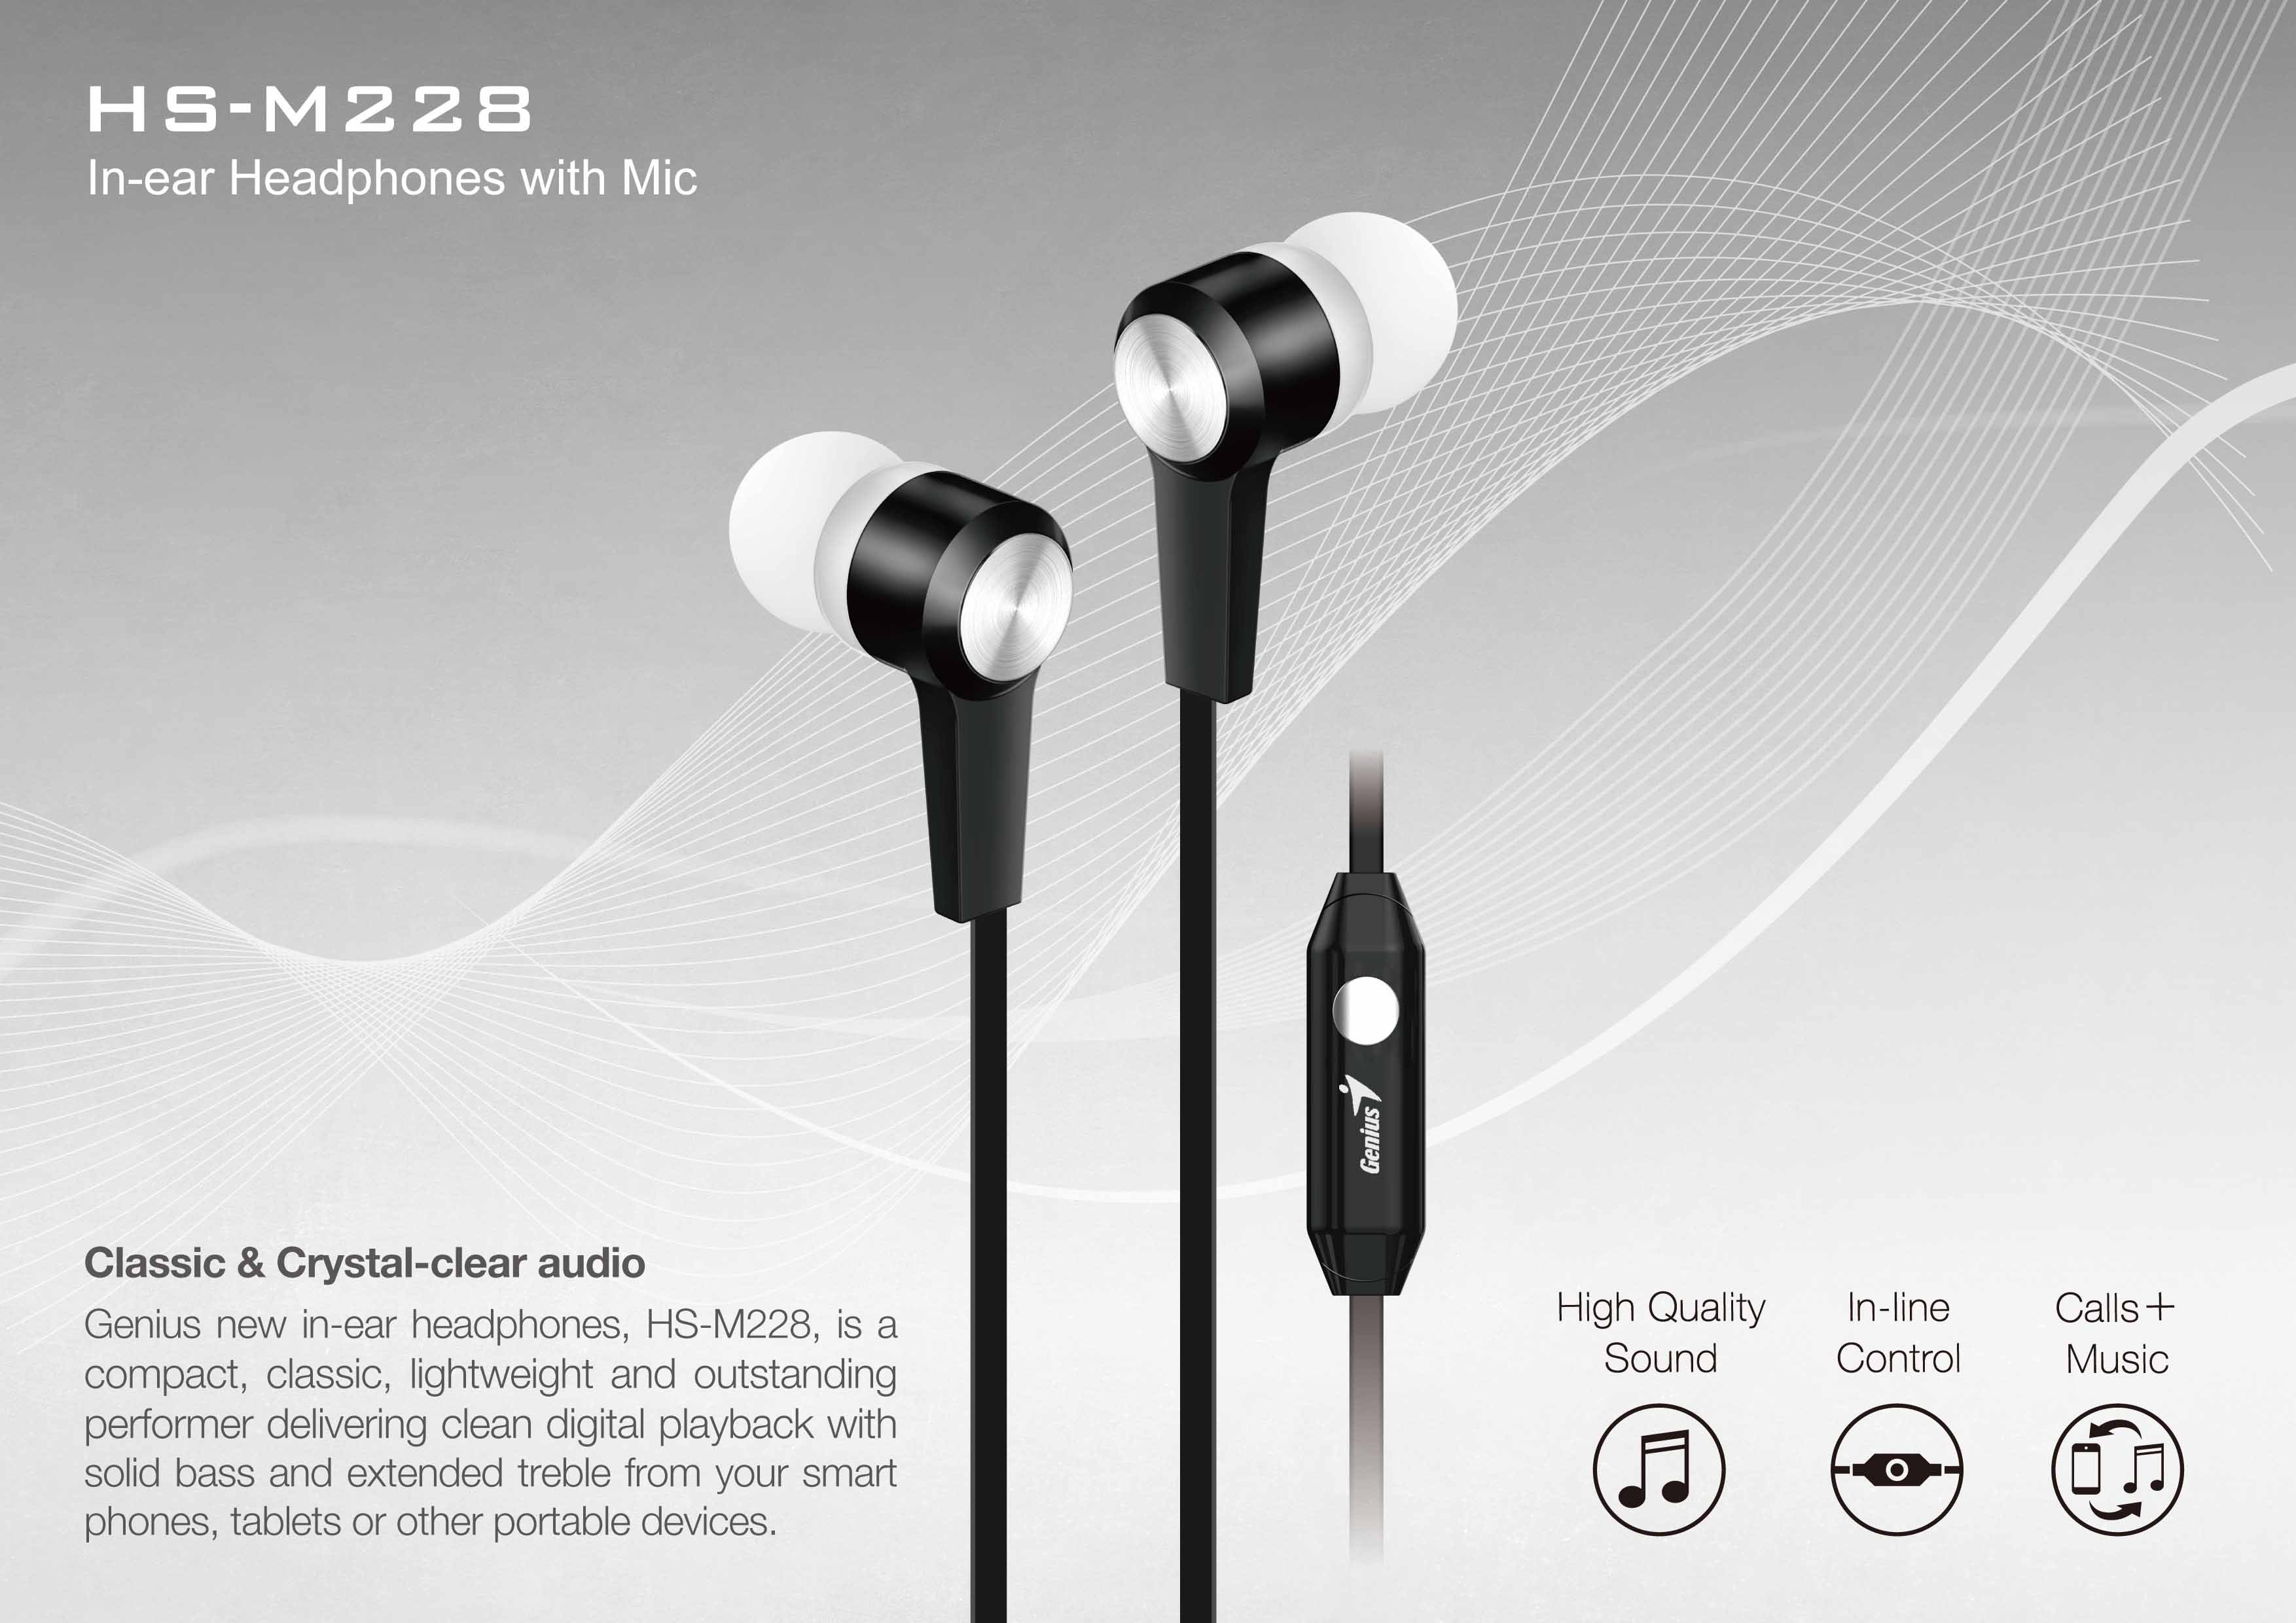 HS-M228
In-ear Headphones with Mic
Genius
Classic & Crystal-clear audio
Genius new in-ear headphones, HS-M228, is a
compact, classic, lightweight and outstanding
performer delivering clean digital playback with
solid bass and extended treble from your smart
phones, tablets or other portable devices.
High Quality
Sound
In-line
Control
Calls+
Music